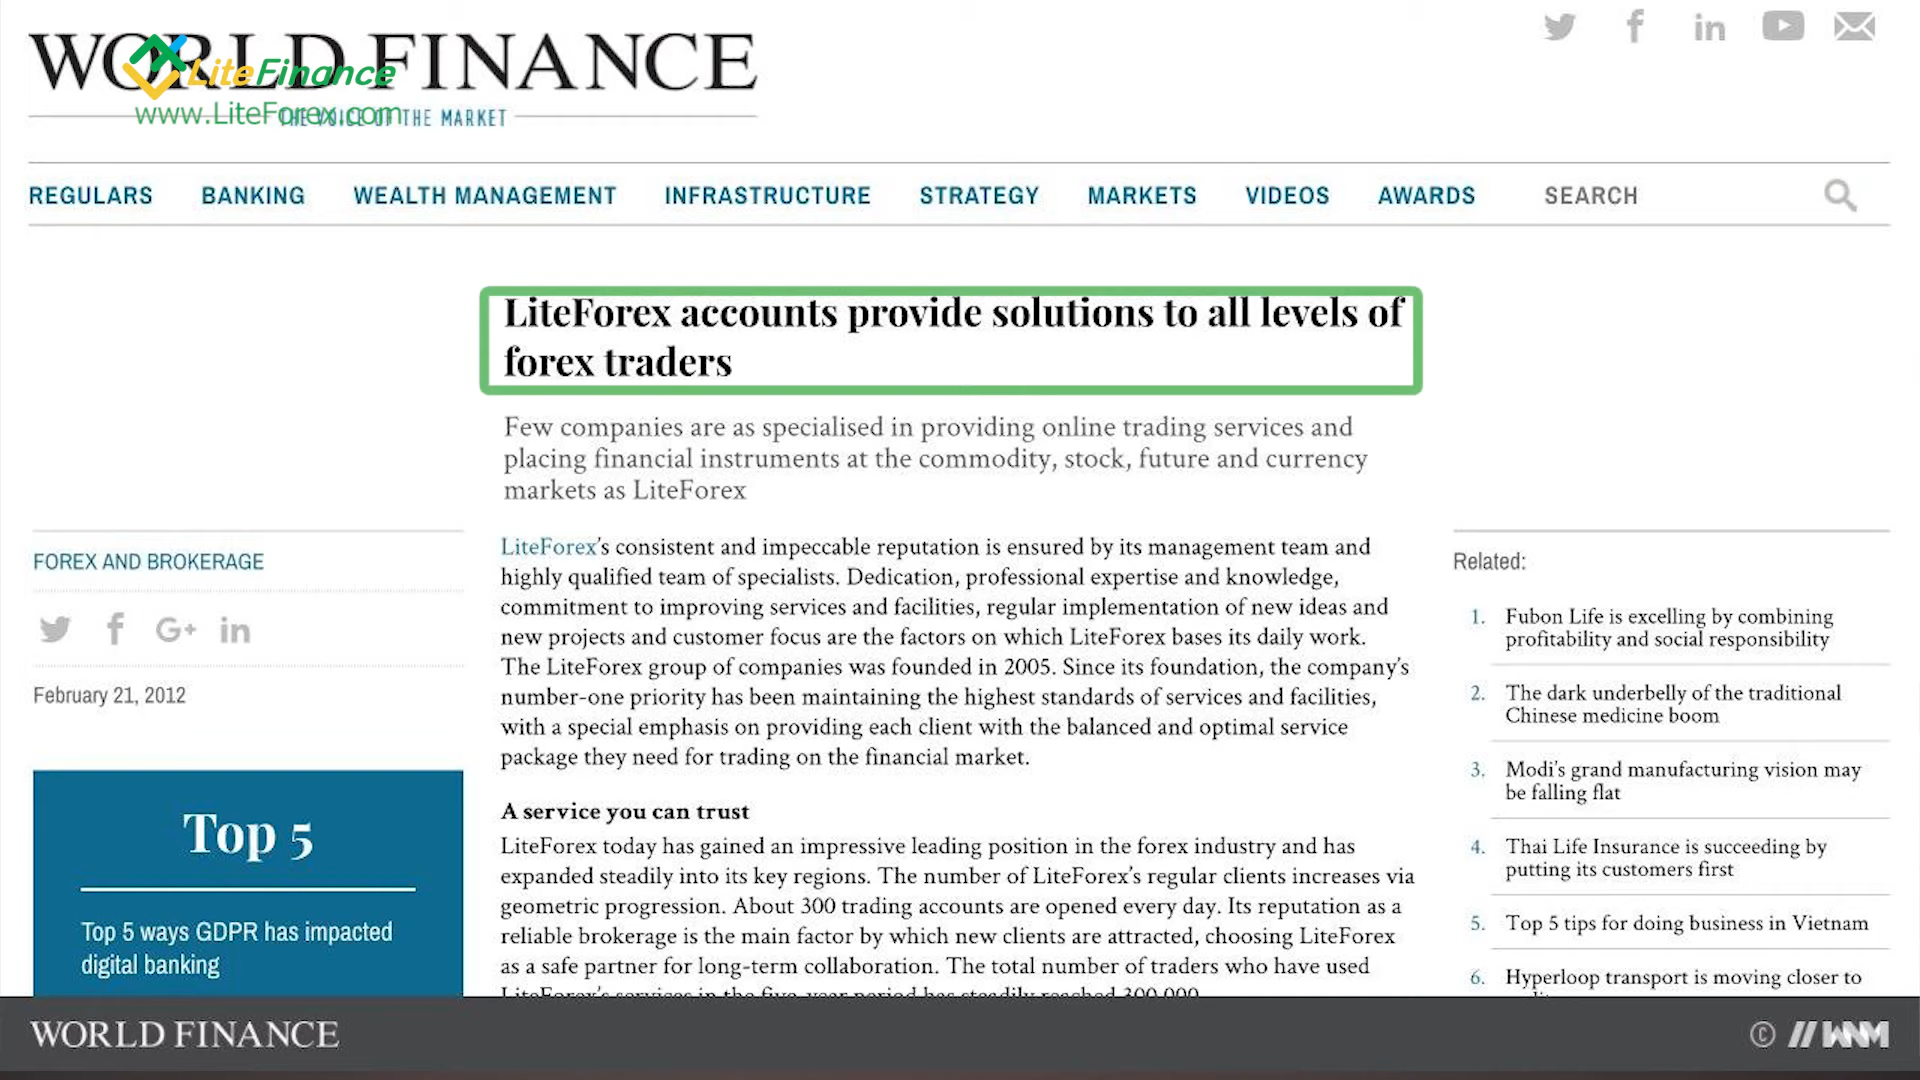 WORLD FINANCE
LiteFinance
www.LiteForex.com
THE VOICE OF THE MARKET
REGULARS BANKING WEALTH MANAGEMENT INFRASTRUCTURE STRATEGY MARKETS VIDEOS AWARDS SEARCH
LiteForex accounts provide solutions to all levels of
forex traders
Few companies are as specialised in providing online trading services and
placing financial instruments at the commodity, stock, future and currency
markets as LiteForex
FOREX AND BROKERAGE
G+ in
February 21, 2012
Top 5
Top 5 ways GDPR has impacted
digital banking
LiteForex’s consistent and impeccable reputation is ensured by its management team and
highly qualified team of specialists. Dedication, professional expertise and knowledge,
commitment to improving services and facilities, regular implementation of new ideas and
new projects and customer focus are the factors on which LiteForex bases its daily work.
The LiteForex group of companies was founded in 2005. Since its foundation, the company’s
number-one priority has been maintaining the highest standards of services and facilities,
with a special emphasis on providing each client with the balanced and optimal service
package they need for trading on the financial market.
A service you can trust
LiteForex today has gained an impressive leading position in the forex industry and has
expanded steadily into its key regions. The number of LiteForex’s regular clients increases via
geometric progression. About 300 trading accounts are opened every day. Its reputation as a
reliable brokerage is the main factor by which new clients are attracted, choosing LiteForex
as a safe partner for long-term collaboration. The total number of traders who have used
LiteForex’s services in the five-year period has steadily reached 300,000.
Related:
1. Fubon Life is excelling by combining
profitability and social responsibility
2. The dark underbelly of the traditional
Chinese medicine boom
3. Modi’s grand manufacturing vision may
be falling flat
4. Thai Life Insurance is succeeding by
putting its customers first
5. Top 5 tips for doing business in Vietnam
6. Hyperloop transport is moving closer to
WORLD FINANCE
© // WNM